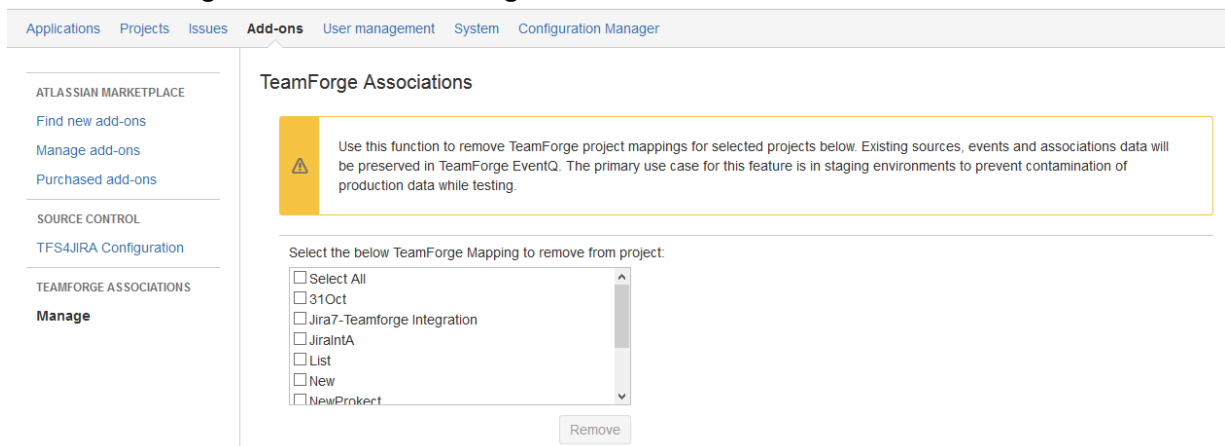 Applications Projects Issues Add-ons User management System Configuration Manager
ATLASSIAN MARKETPLACE
Find new add-ons
Manage add-ons
Purchased add-ons
SOURCE CONTROL
TFS4JIRA Configuration
TEAMFORGE ASSOCIATIONS
Manage
TeamForge Associations
Use this function to remove TeamForge project mappings for selected projects below. Existing sources, events and associations data will
be preserved in TeamForge EventQ. The primary use case for this feature is in staging environments to prevent contamination of
production data while testing.
Select the below TeamForge Mapping to remove from project:
Select All
31Oct
Jira7-Teamforge Integration
JiraIntA
List
New
NewProkect
Remove